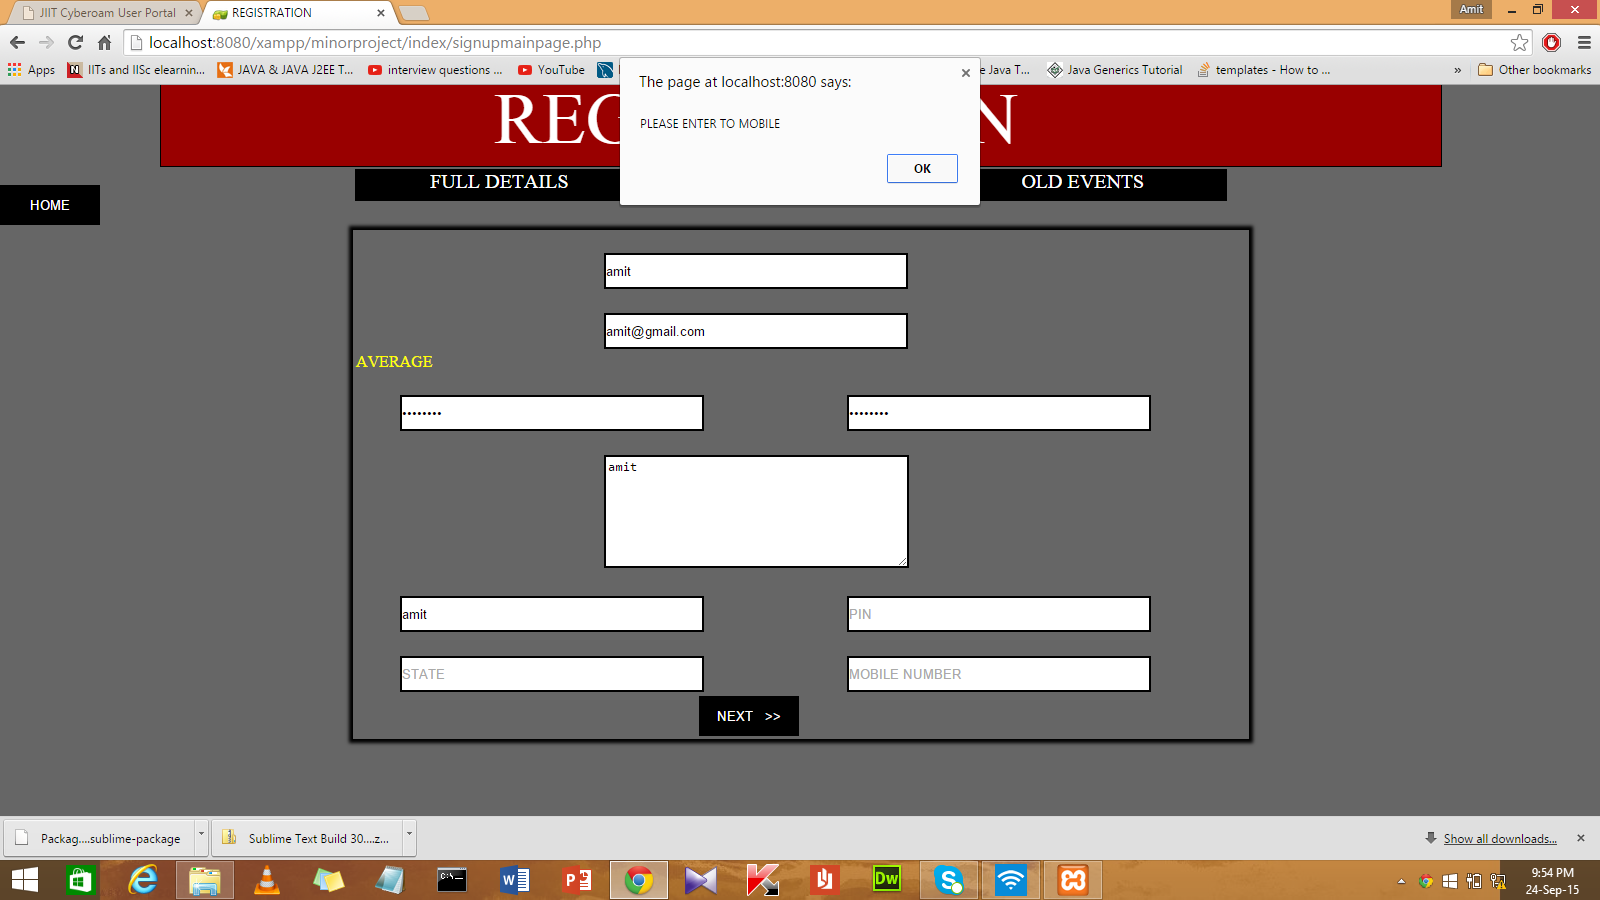 JIIT Cyberoam User Portal
REGISTRATION
Amit
localhost:8080/xampp/minorproject/index/signupmainpage.php
Apps
IITs and IISc elearnin...
JAVA & JAVA J2EE T...
interview questions ...
YouTube
e Java T...
Java Generics Tutorial
templates - How to ...
»
Other bookmarks
The page at localhost:8080 says:
PLEASE ENTER TO MOBILE
OK
REG
N
FULL DETAILS
OLD EVENTS
HOME
amit
amit@gmail.com
AVERAGE
••••••••
••••••••
amit
amit
PIN
STATE
MOBILE NUMBER
NEXT >>
Packag....sublime-package
Sublime Text Build 30....z...
Show all downloads...
9:54 PM
24-Sep-15